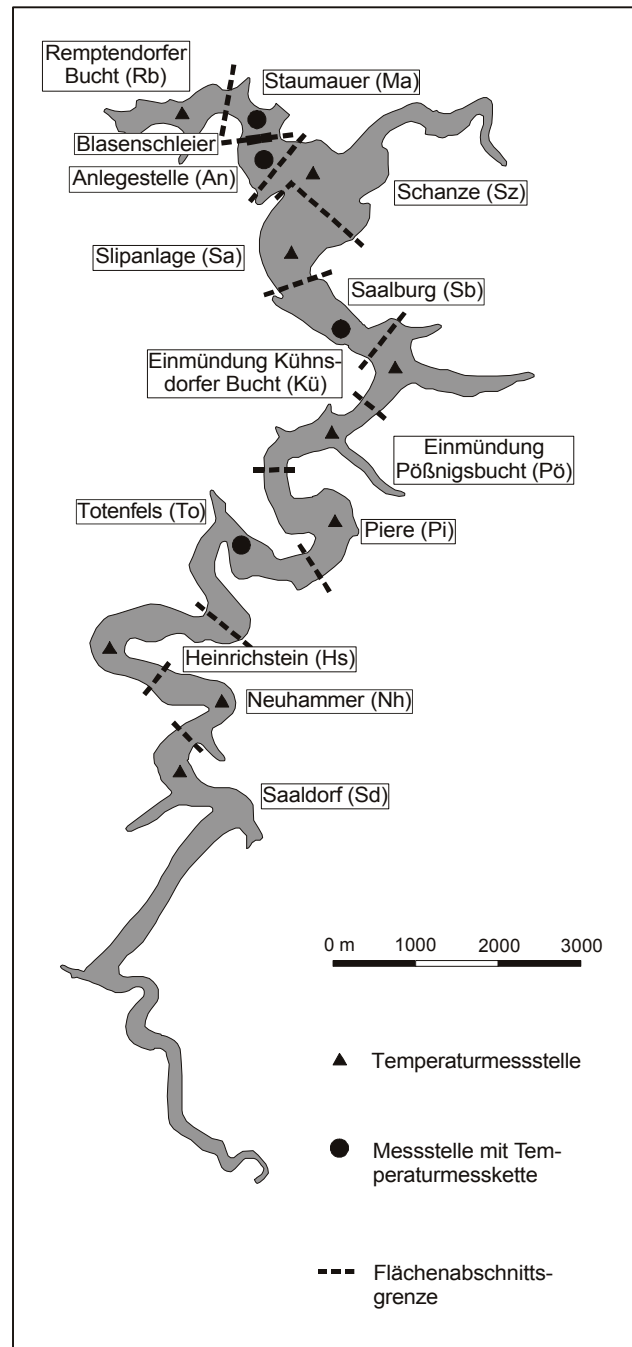 Remptendorfer
Bucht (Rb)
Staumauer (Ma)
Blasenschleier
Anlegestelle (An)
Schanze (Sz)
Slipanlage (Sa)
Saalburg (Sb)
Einmündung Kühns-
dorfer Bucht (Kü)
Einmündung
Pößnigsbucht (Pö)
Totenfels (To)
Piere (Pi)
Heinrichstein (Hs)
Neuhammer (Nh)
Saaldorf (Sd)
0 m 1000 2000 3000
Temperaturmessstelle
Messstelle mit Tem-
peraturmesskette
Flächenabschnitts-
grenze